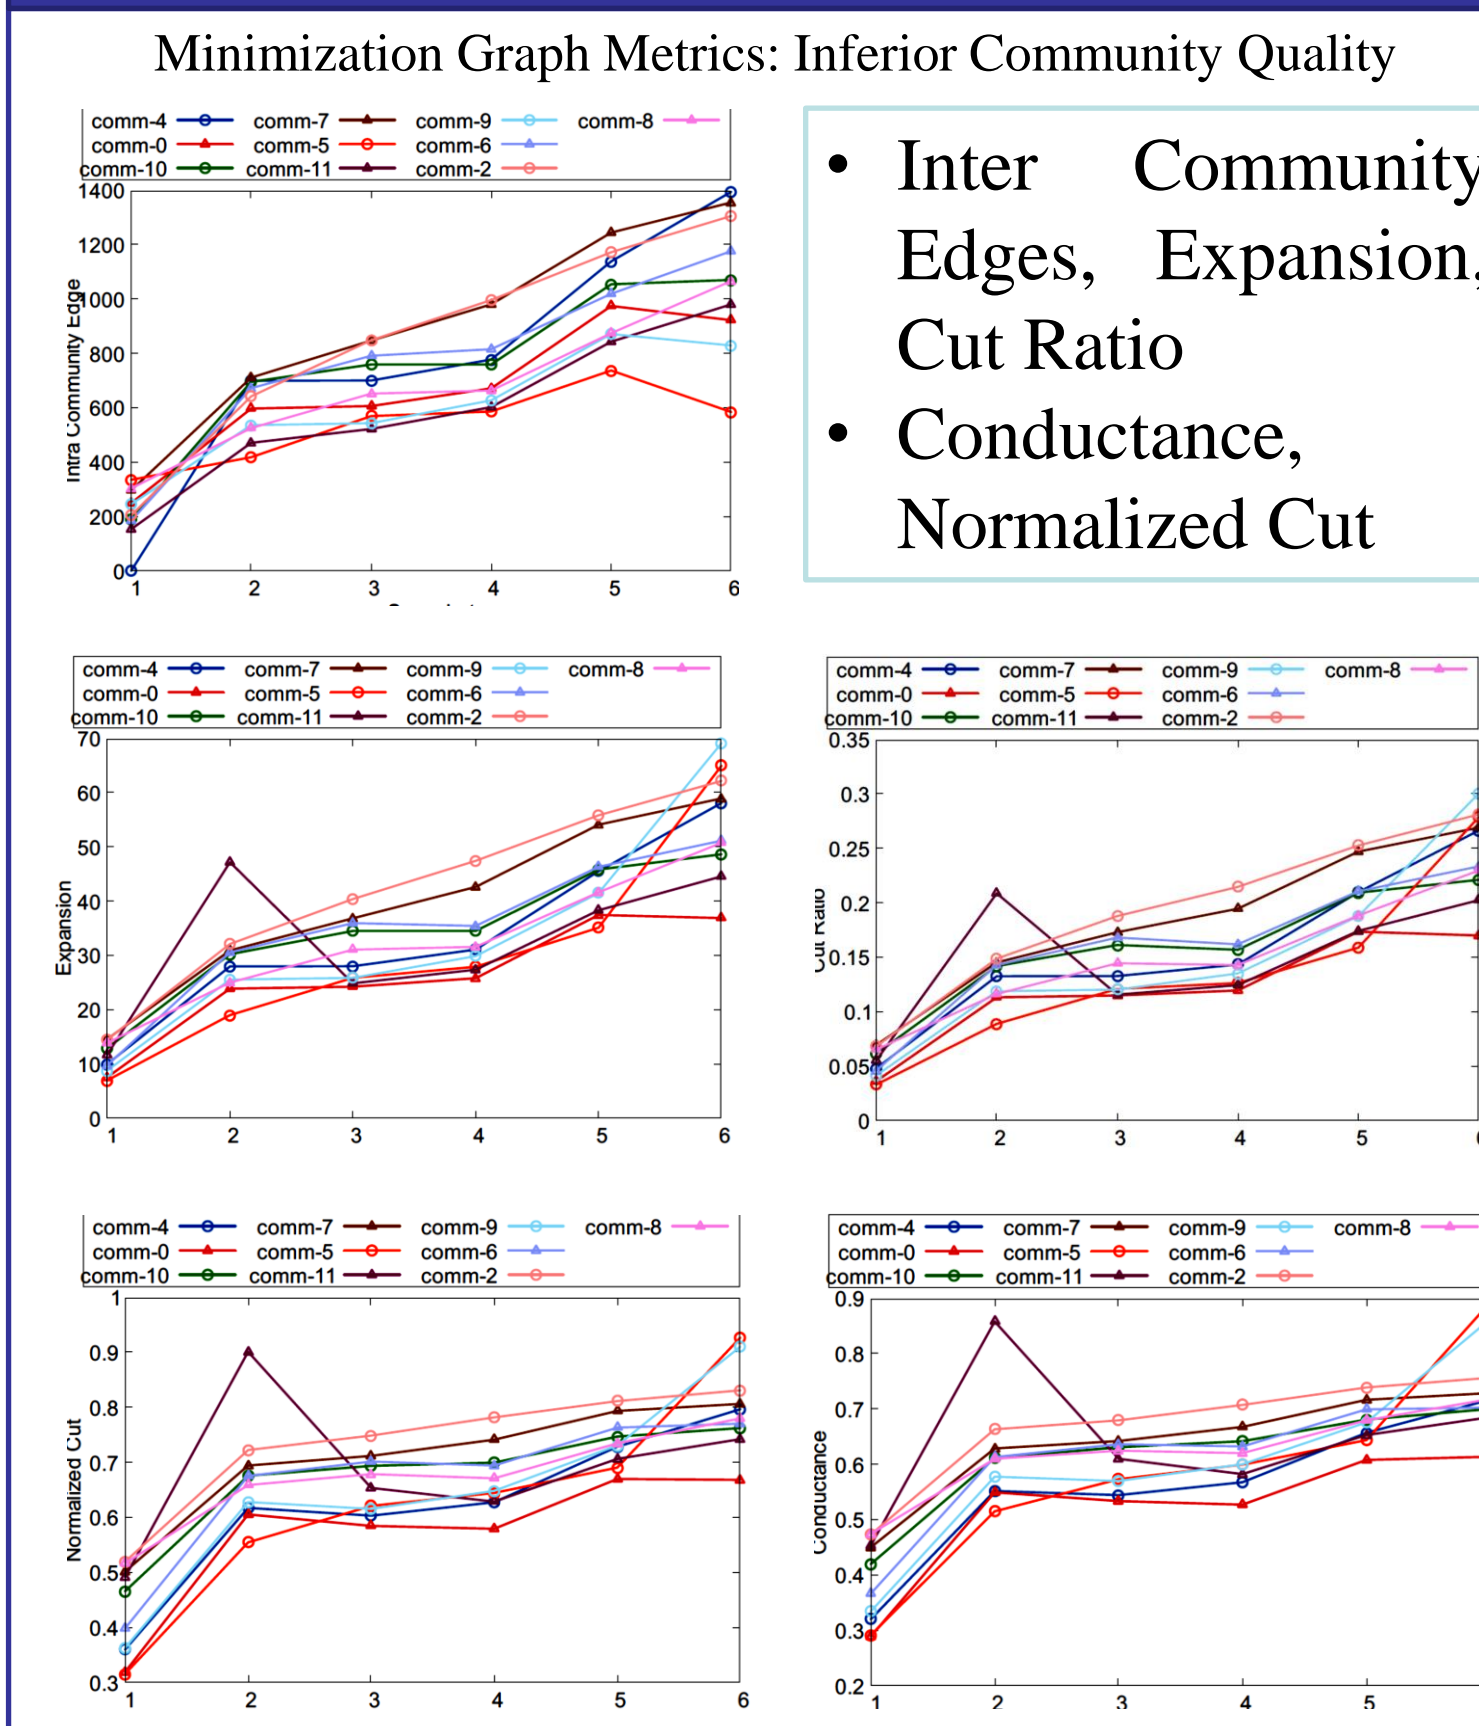 Minimization Graph Metrics: Inferior Community Quality
comm-4 comm-7 comm-9 comm-8
comm-0 comm-5 comm-6
comm-10 comm-11 comm-2
1400
1200
1000
800
600
400
200
0
Intra Community Edge
1 2 3 4 5 6
• Inter Community
Edges, Expansion,
Cut Ratio
• Conductance,
Normalized Cut
comm-4 comm-7 comm-9 comm-8
comm-0 comm-5 comm-6
comm-10 comm-11 comm-2
70
60
50
40
30
20
10
0
Expansion
1 2 3 4 5 6
comm-4 comm-7 comm-9 comm-8
comm-0 comm-5 comm-6
comm-10 comm-11 comm-2
0.35
0.3
0.25
0.2
0.15
0.1
0.05
0
Cut Ratio
1 2 3 4 5
comm-4 comm-7 comm-9 comm-8
comm-0 comm-5 comm-6
comm-10 comm-11 comm-2
1
0.9
0.8
0.7
0.6
0.5
0.4
0.3
Normalized Cut
1 2 3 4 5 6
comm-4 comm-7 comm-9 comm-8
comm-0 comm-5 comm-6
comm-10 comm-11 comm-2
0.9
0.8
0.7
0.6
0.5
0.4
0.3
0.2
Conductance
1 2 3 4 5